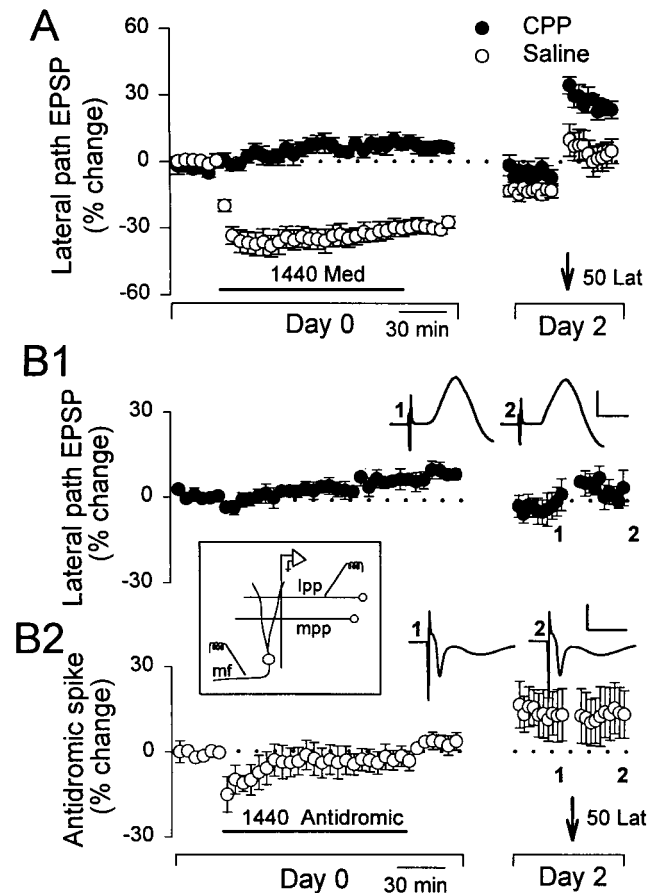 A
CPP
Saline
Lateral path EPSP
(% change)
60
30
0
-30
-60
1440 Med
50 Lat
Day 0
30 min
Day 2
B1
Lateral path EPSP
(% change)
30
0
-30
1
2
1
2
lpp
mpp
mf
B2
Antidromic spike
(% change)
30
0
-30
1
2
1
2
1440 Antidromic
50 Lat
Day 0
30 min
Day 2